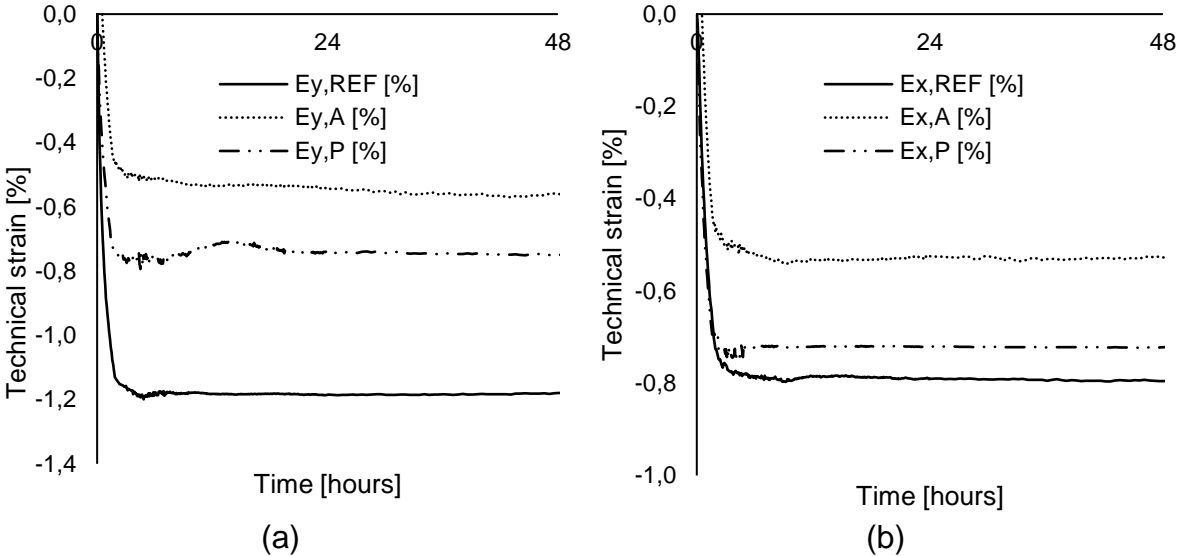 0,0
-0,2
-0,4
-0,6
-0,8
-1,0
-1,2
-1,4
0 24 48
Ey,REF [%]
Ey,A [%]
Ey,P [%]
Technical strain [%]
Time [hours]
(a)
0,0
-0,2
-0,4
-0,6
-0,8
-1,0
0 24 48
Ex,REF [%]
Ex,A [%]
Ex,P [%]
Technical strain [%]
Time [hours]
(b)